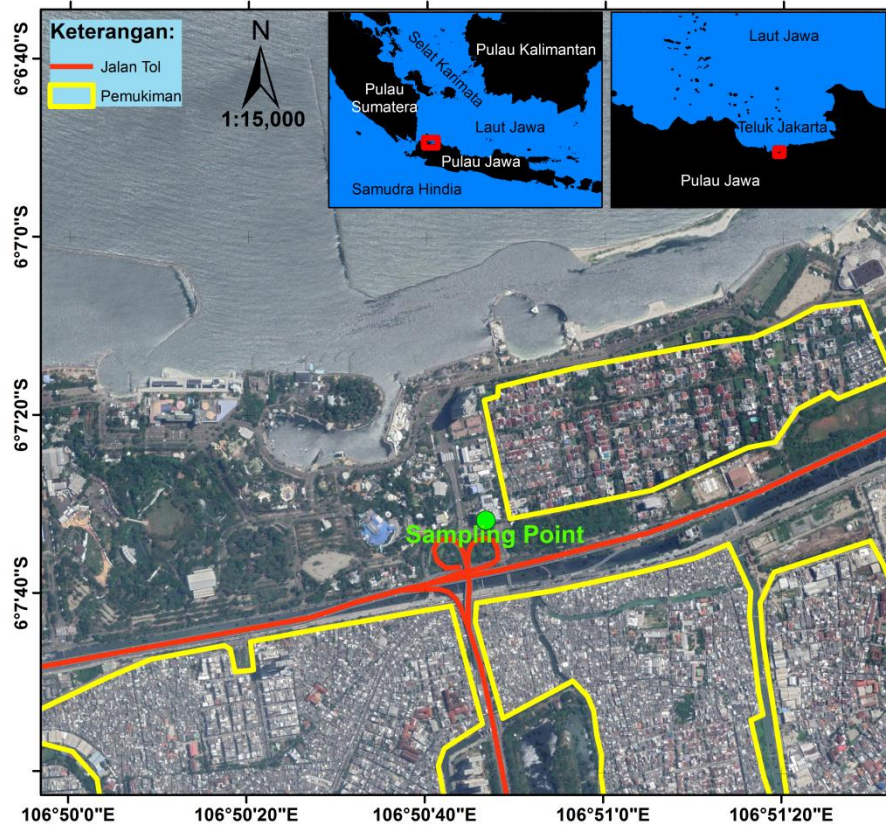 Keterangan:
Jalan Tol
Pemukiman
N
1:15,000
Pulau Kalimantan
Selat Karimata
Pulau
Sumatera
Laut Jawa
Pulau Jawa
Samudra Hindia
Laut Jawa
Teluk Jakarta
Pulau Jawa
6°6'40"S
6°7'0"S
6°7'20"S
6°7'40"S
Sampling Point
106°50'0"E
106°50'20"E
106°50'40"E
106°51'0"E
106°51'20"E